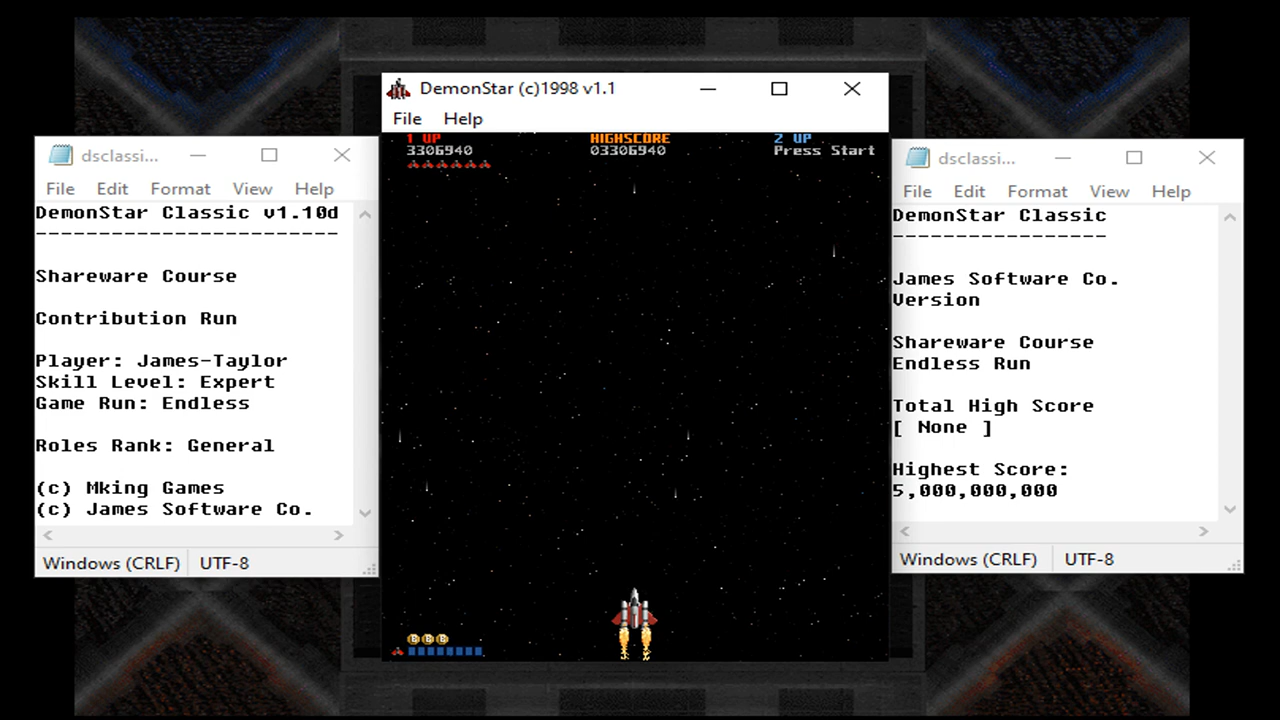 DemonStar (c)1998 v1.1
File Help
1 UP HIGHSCORE 2 UP
3306940 03306940 Press Start
B B B
dsclassi...
File Edit Format View Help
DemonStar Classic v1.10d
------------------------
Shareware Course
Contribution Run
Player: James-Taylor
Skill Level: Expert
Game Run: Endless
Roles Rank: General
(c) Mking Games
(c) James Software Co.
Windows (CRLF) UTF-8
dsclassi...
File Edit Format View Help
DemonStar Classic
-----------------
James Software Co.
Version
Shareware Course
Endless Run
Total High Score
[ None ]
Highest Score:
5,000,000,000
Windows (CRLF) UTF-8